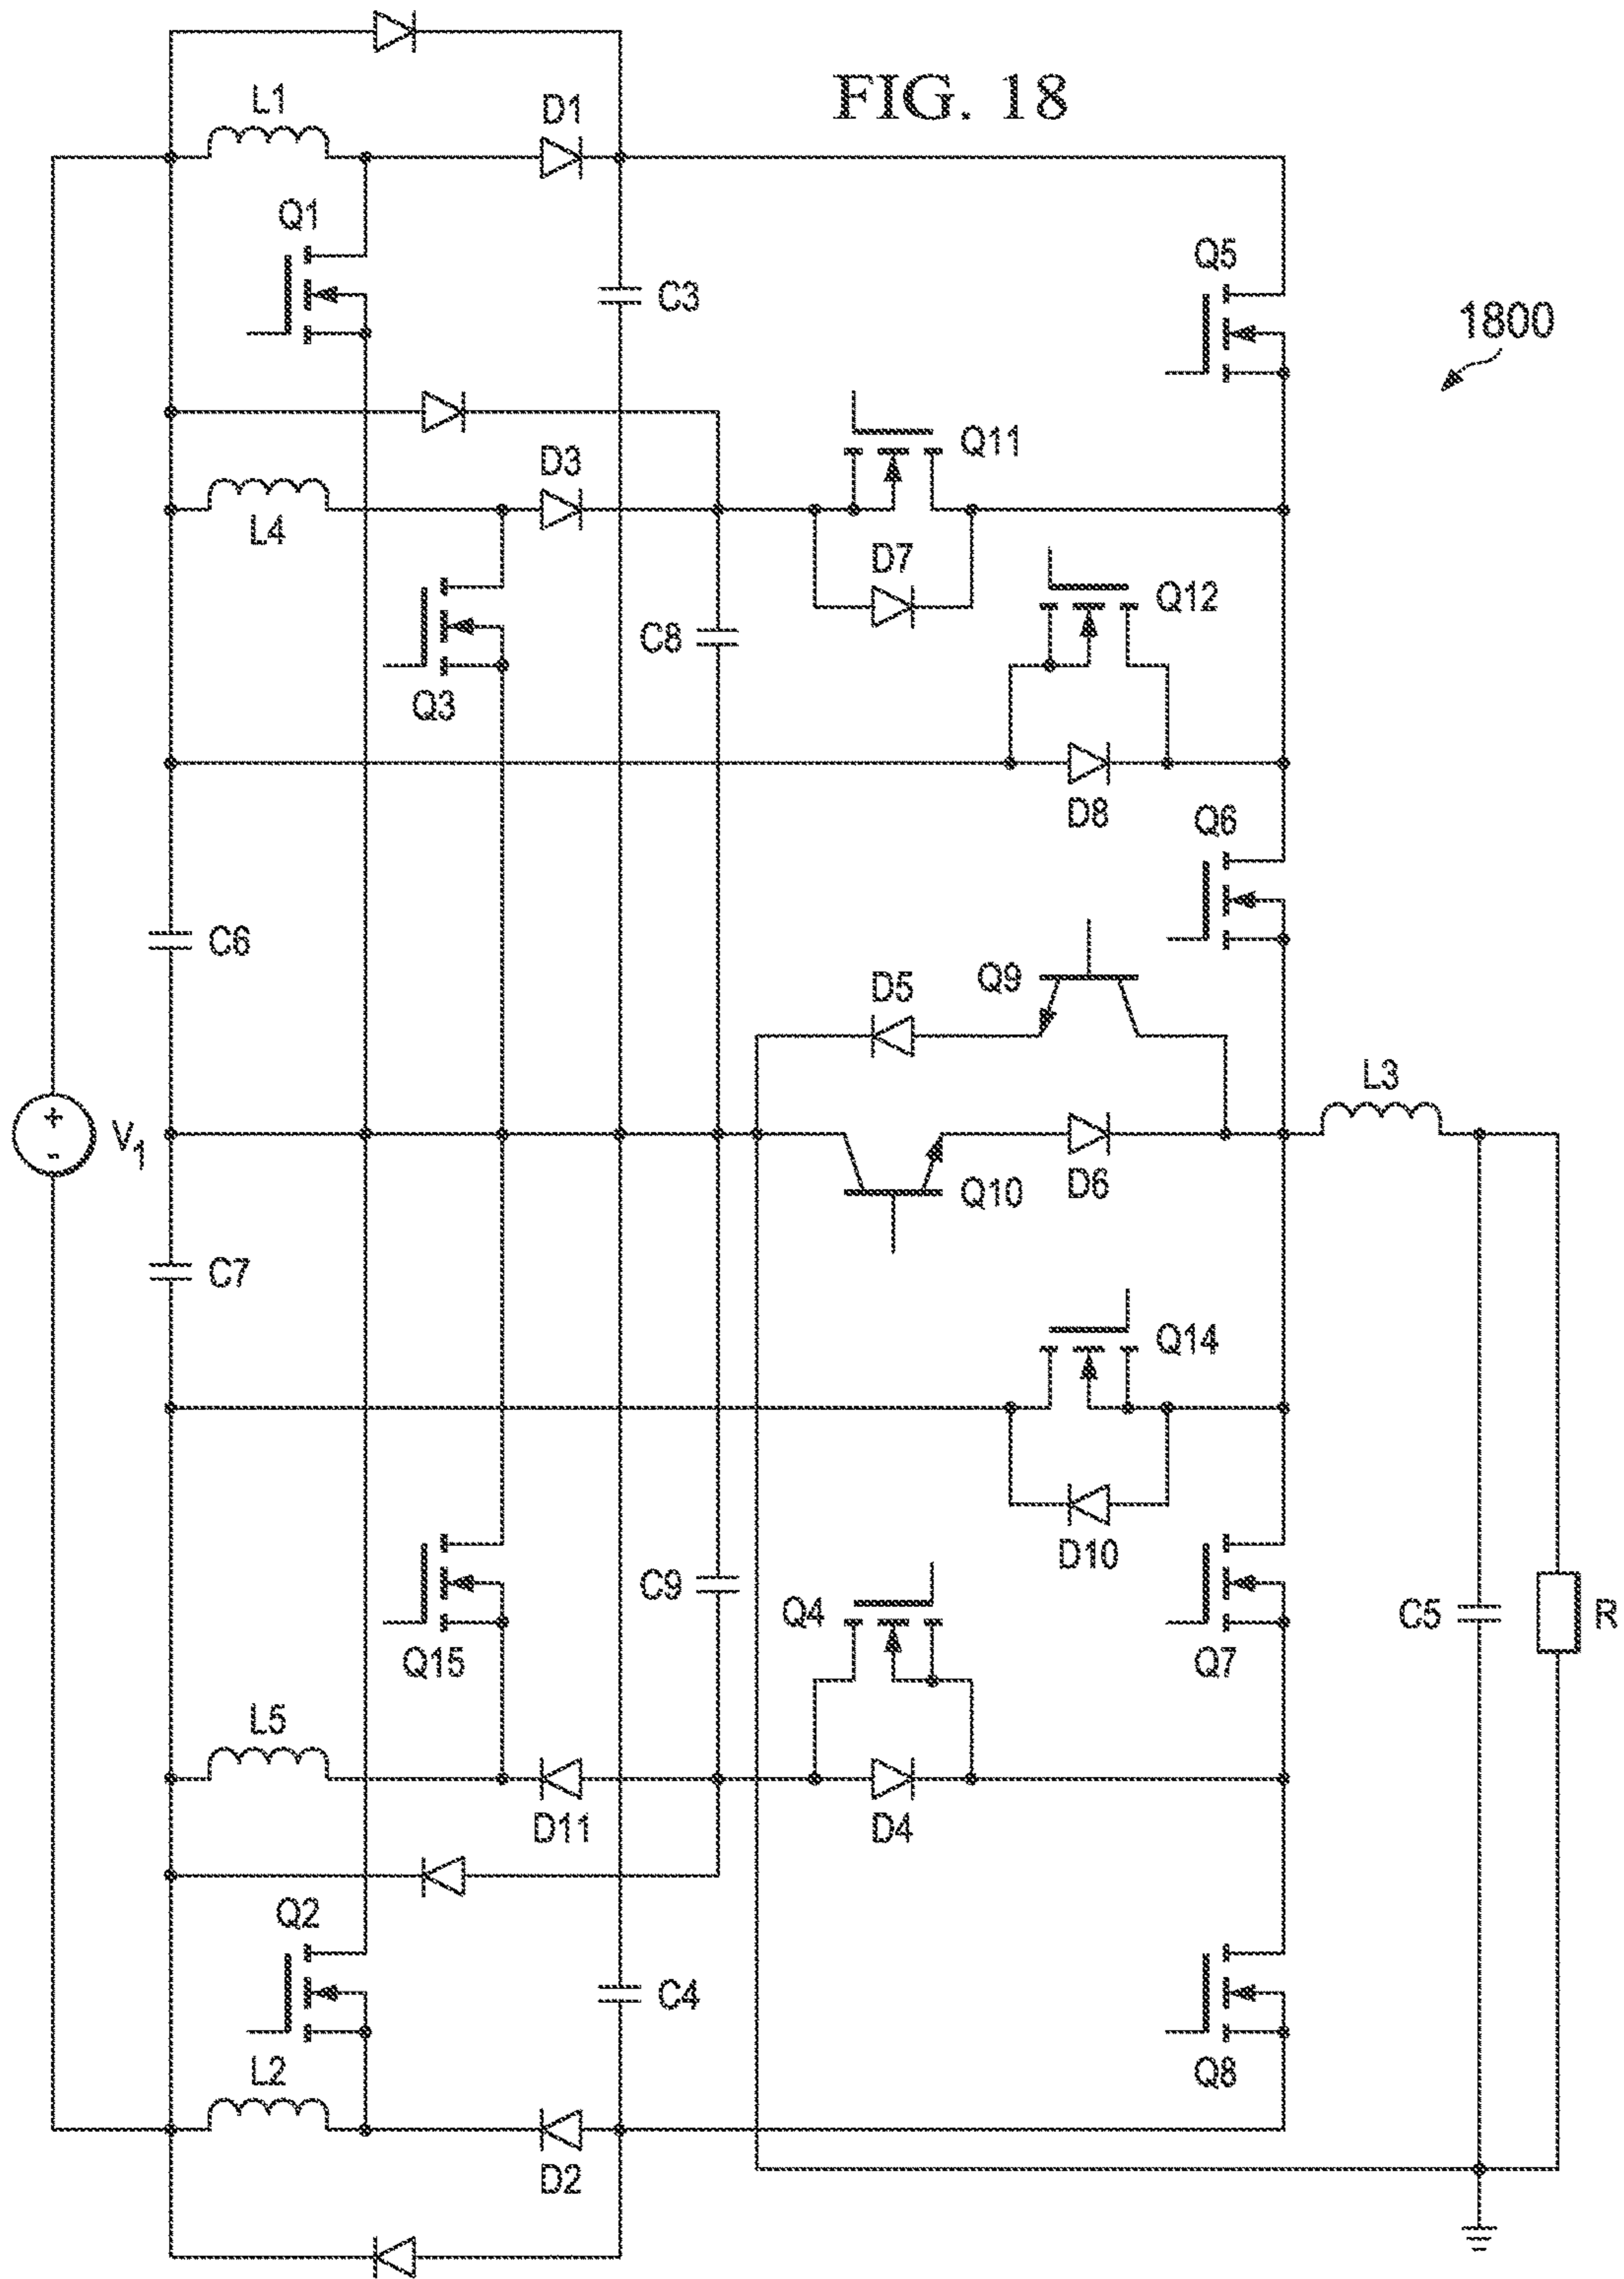 FIG. 18
1800
L1
D1
Q1
C3
Q5
Q11
D3
L4
D7
Q12
C8
Q3
D8
Q6
C6
Q9
D5
L3
+
-
V1
D6
Q10
C7
Q14
D10
C9
Q4
C5
R
Q15
Q7
L5
D11
D4
Q2
C4
L2
Q8
D2